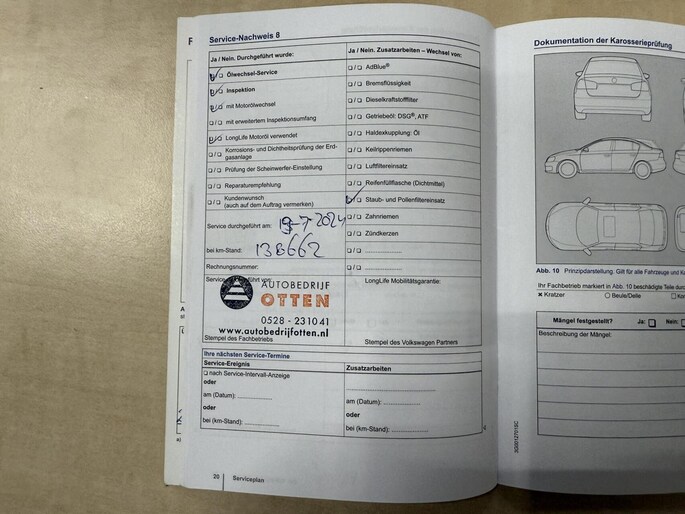 Service-Nachweis 8
Ja / Nein. Durchgeführt wurde:
Ölwechsel-Service
Inspektion
mit Motorölwechsel
mit erweitertem Inspektionsumfang
LongLife Motoröl verwendet
Korrosions- und Dichtheitsprüfung der Erd-
gasanlage
Prüfung der Scheinwerfer-Einstellung
Reparaturempfehlung
Kundenwunsch
(auch auf dem Auftrag vermerken)
Service durchgeführt am: 19-7-2024
bei km-Stand: 138662
Rechnungsnummer:
AUTOBEDRIJF
OTTEN
0528 - 231041
www.autobedrijfotten.nl
Stempel des Fachbetriebs
Ja / Nein. Zusatzarbeiten – Wechsel von:
AdBlue®
Bremsflüssigkeit
Dieselkraftstofffilter
Getriebeöl: DSG®, ATF
Haldexkupplung: Öl
Keilrippenriemen
Luftfiltereinsatz
Reifenfüllflasche (Dichtmittel)
Staub- und Pollenfiltereinsatz
Zahnriemen
Zündkerzen
LongLife Mobilitätsgarantie:
Stempel des Volkswagen Partners
Ihre nächsten Service-Termine
Service-Ereignis
nach Service-Intervall-Anzeige
oder
am (Datum):
oder
bei (km-Stand):
Zusatzarbeiten
am (Datum):
oder
bei (km-Stand):
20 Serviceplan
Dokumentation der Karosserieprüfung
Abb. 10 Prinzipdarstellung. Gilt für alle Fahrzeuge und
Ihr Fachbetrieb markiert in Abb. 10 beschädigte Teile
Kratzer
Beule/Delle
Mängel festgestellt? Ja: Nein:
Beschreibung der Mängel: